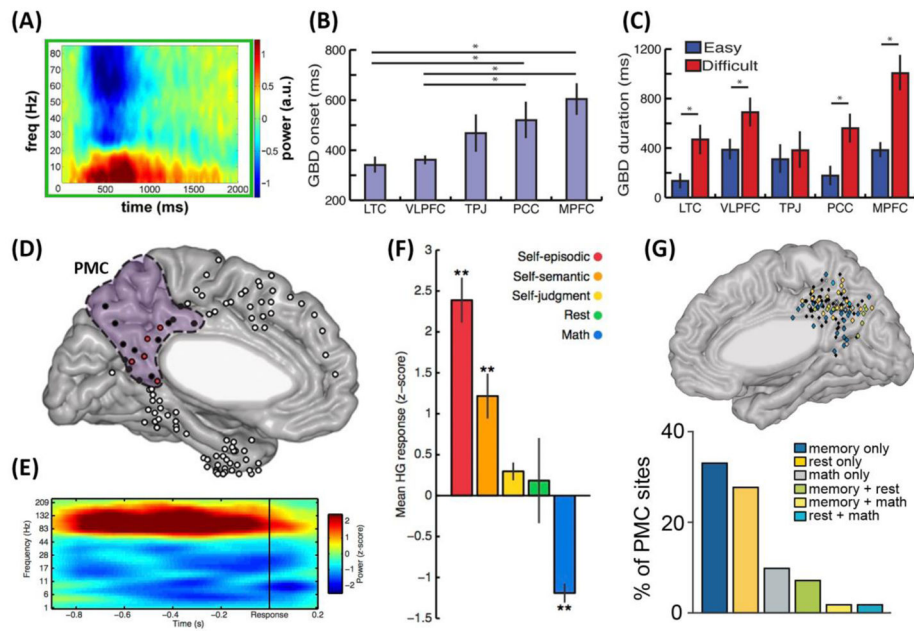 (A)
freq (Hz)
80
70
60
50
40
30
20
10
0
500
1000
1500
2000
time (ms)
1
0
-1
power (a.u.)
(B)
GBD onset
(ms)
800
600
400
200
*
*
*
*
LTC
VLPFC
TPJ
PCC
MPFC
(C)
GBD duration
(ms)
1200
800
400
0
Easy
Difficult
*
*
*
*
LTC
VLPFC
TPJ
PCC
MPFC
(D)
PMC
(E)
Frequency (Hz)
209
132
83
44
28
17
11
6
1
-0.8
-0.6
-0.4
-0.2
Response
0.2
Time (s)
2
1
0
-1
-2
Power (z-score)
(F)
Mean HG response (z-score)
3
2.5
2
1.5
1
0.5
0
-0.5
-1
-1.5
**
**
**
Self-episodic
Self-semantic
Self-judgment
Rest
Math
(G)
% of PMC sites
40
20
0
memory only
rest only
math only
memory + rest
memory + math
rest + math